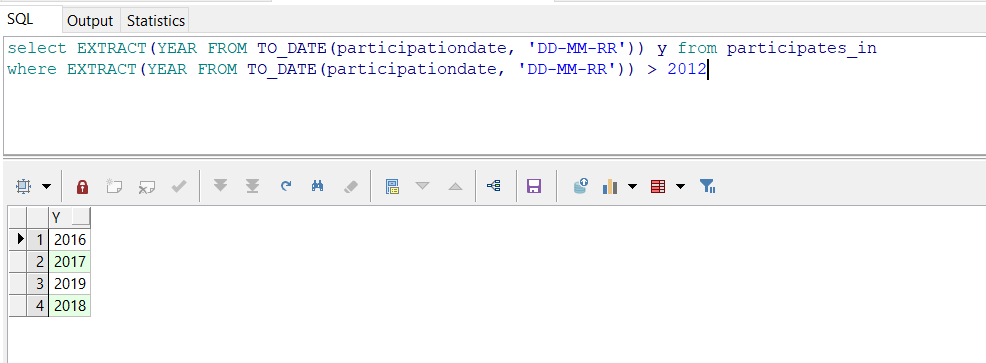 SQL Output Statistics
select EXTRACT(YEAR FROM TO_DATE(participationdate, 'DD-MM-RR')) y from participates_in
where EXTRACT(YEAR FROM TO_DATE(participationdate, 'DD-MM-RR')) > 2012
Y
1 2016
2 2017
3 2019
4 2018